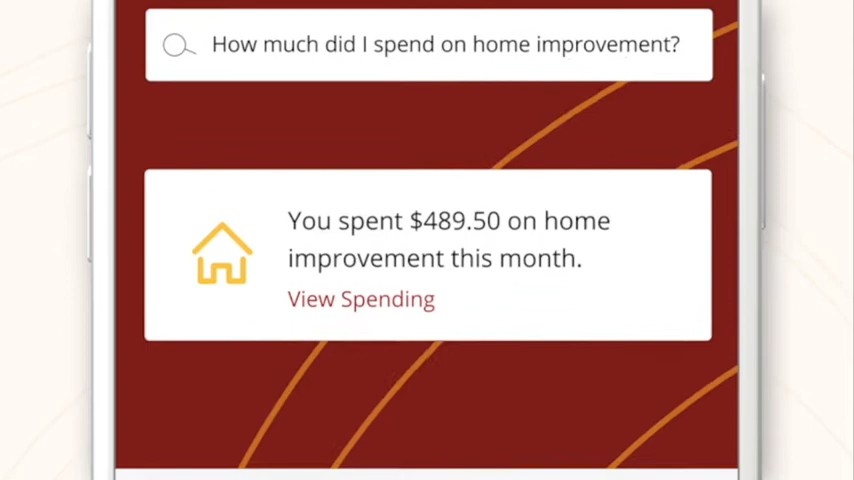 How much did I spend on home improvement?
You spent $489.50 on home
improvement this month.
View Spending